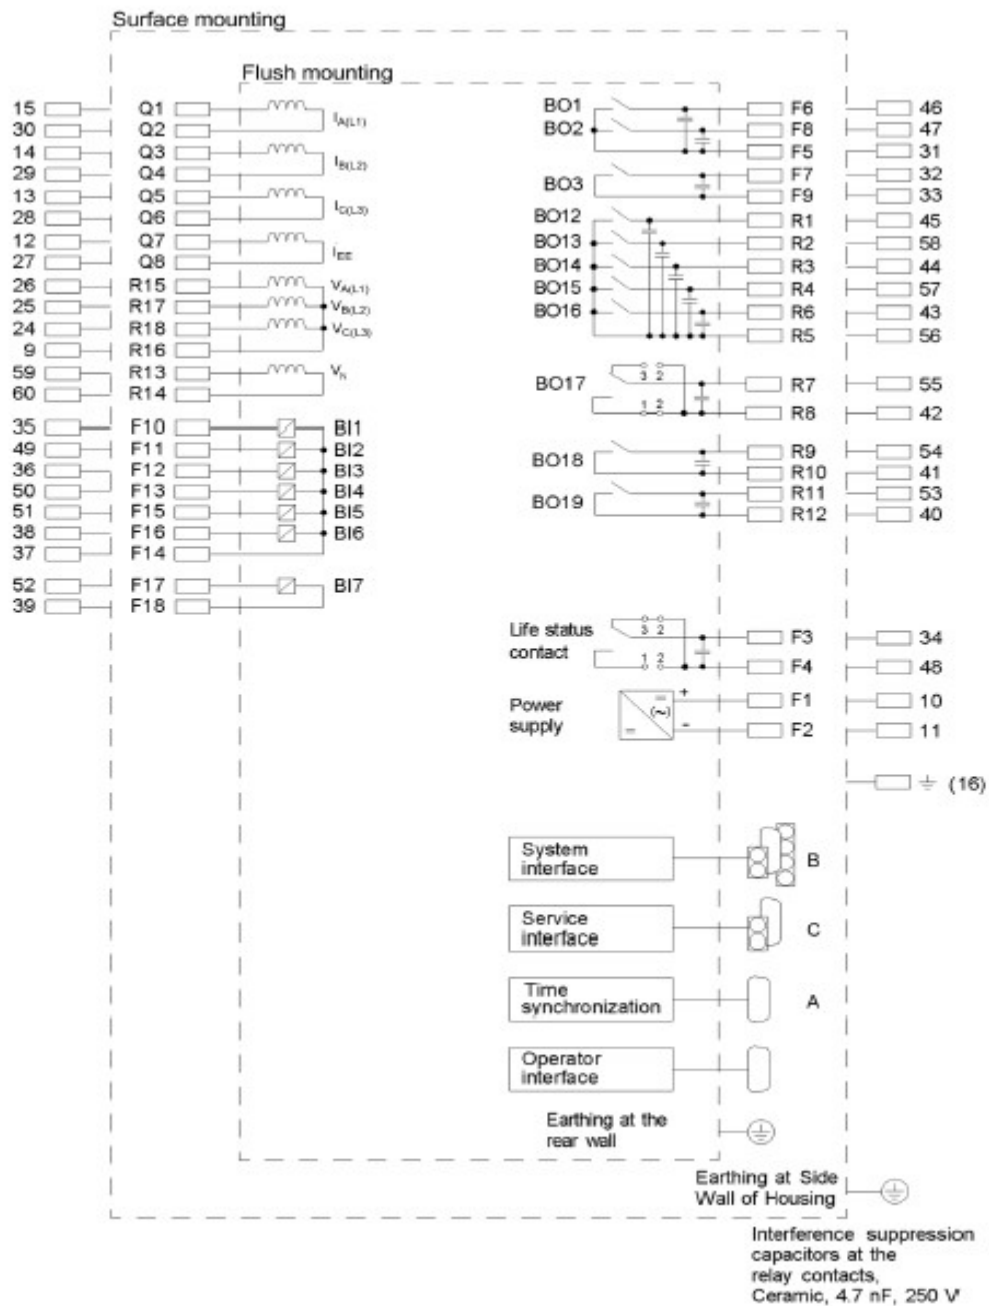 Surface mounting
Flush mounting
15 Q1 I_A(L1) BO1 F6 46
30 Q2 BO2 F8 47
14 Q3 I_B(L2) F5 31
29 Q4 BO3 F7 32
13 Q5 I_C(L3) F9 33
28 Q6 BO12 R1 45
12 Q7 I_EE BO13 R2 58
27 Q8 BO14 R3 44
26 R15 V_A(L1) BO15 R4 57
25 R17 V_B(L2) BO16 R6 43
24 R18 V_C(L3) R5 56
9 R16
59 R13 V_N BO17 3 2 R7 55
60 R14 1 2 R8 42
35 F10 BI1
49 F11 BI2 BO18 R9 54
36 F12 BI3 R10 41
50 F13 BI4 BO19 R11 53
51 F15 BI5 R12 40
38 F16 BI6
37 F14
52 F17 BI7
39 F18
Life status 3 2 F3 34
contact 1 2 F4 48
Power + F1 10
supply = (~) = - F2 11
(16)
System B
interface
Service C
interface
Time A
synchronization
Operator
interface
Earthing at the
rear wall
Earthing at Side
Wall of Housing
Interference suppression
capacitors at the
relay contacts,
Ceramic, 4.7 nF, 250 V